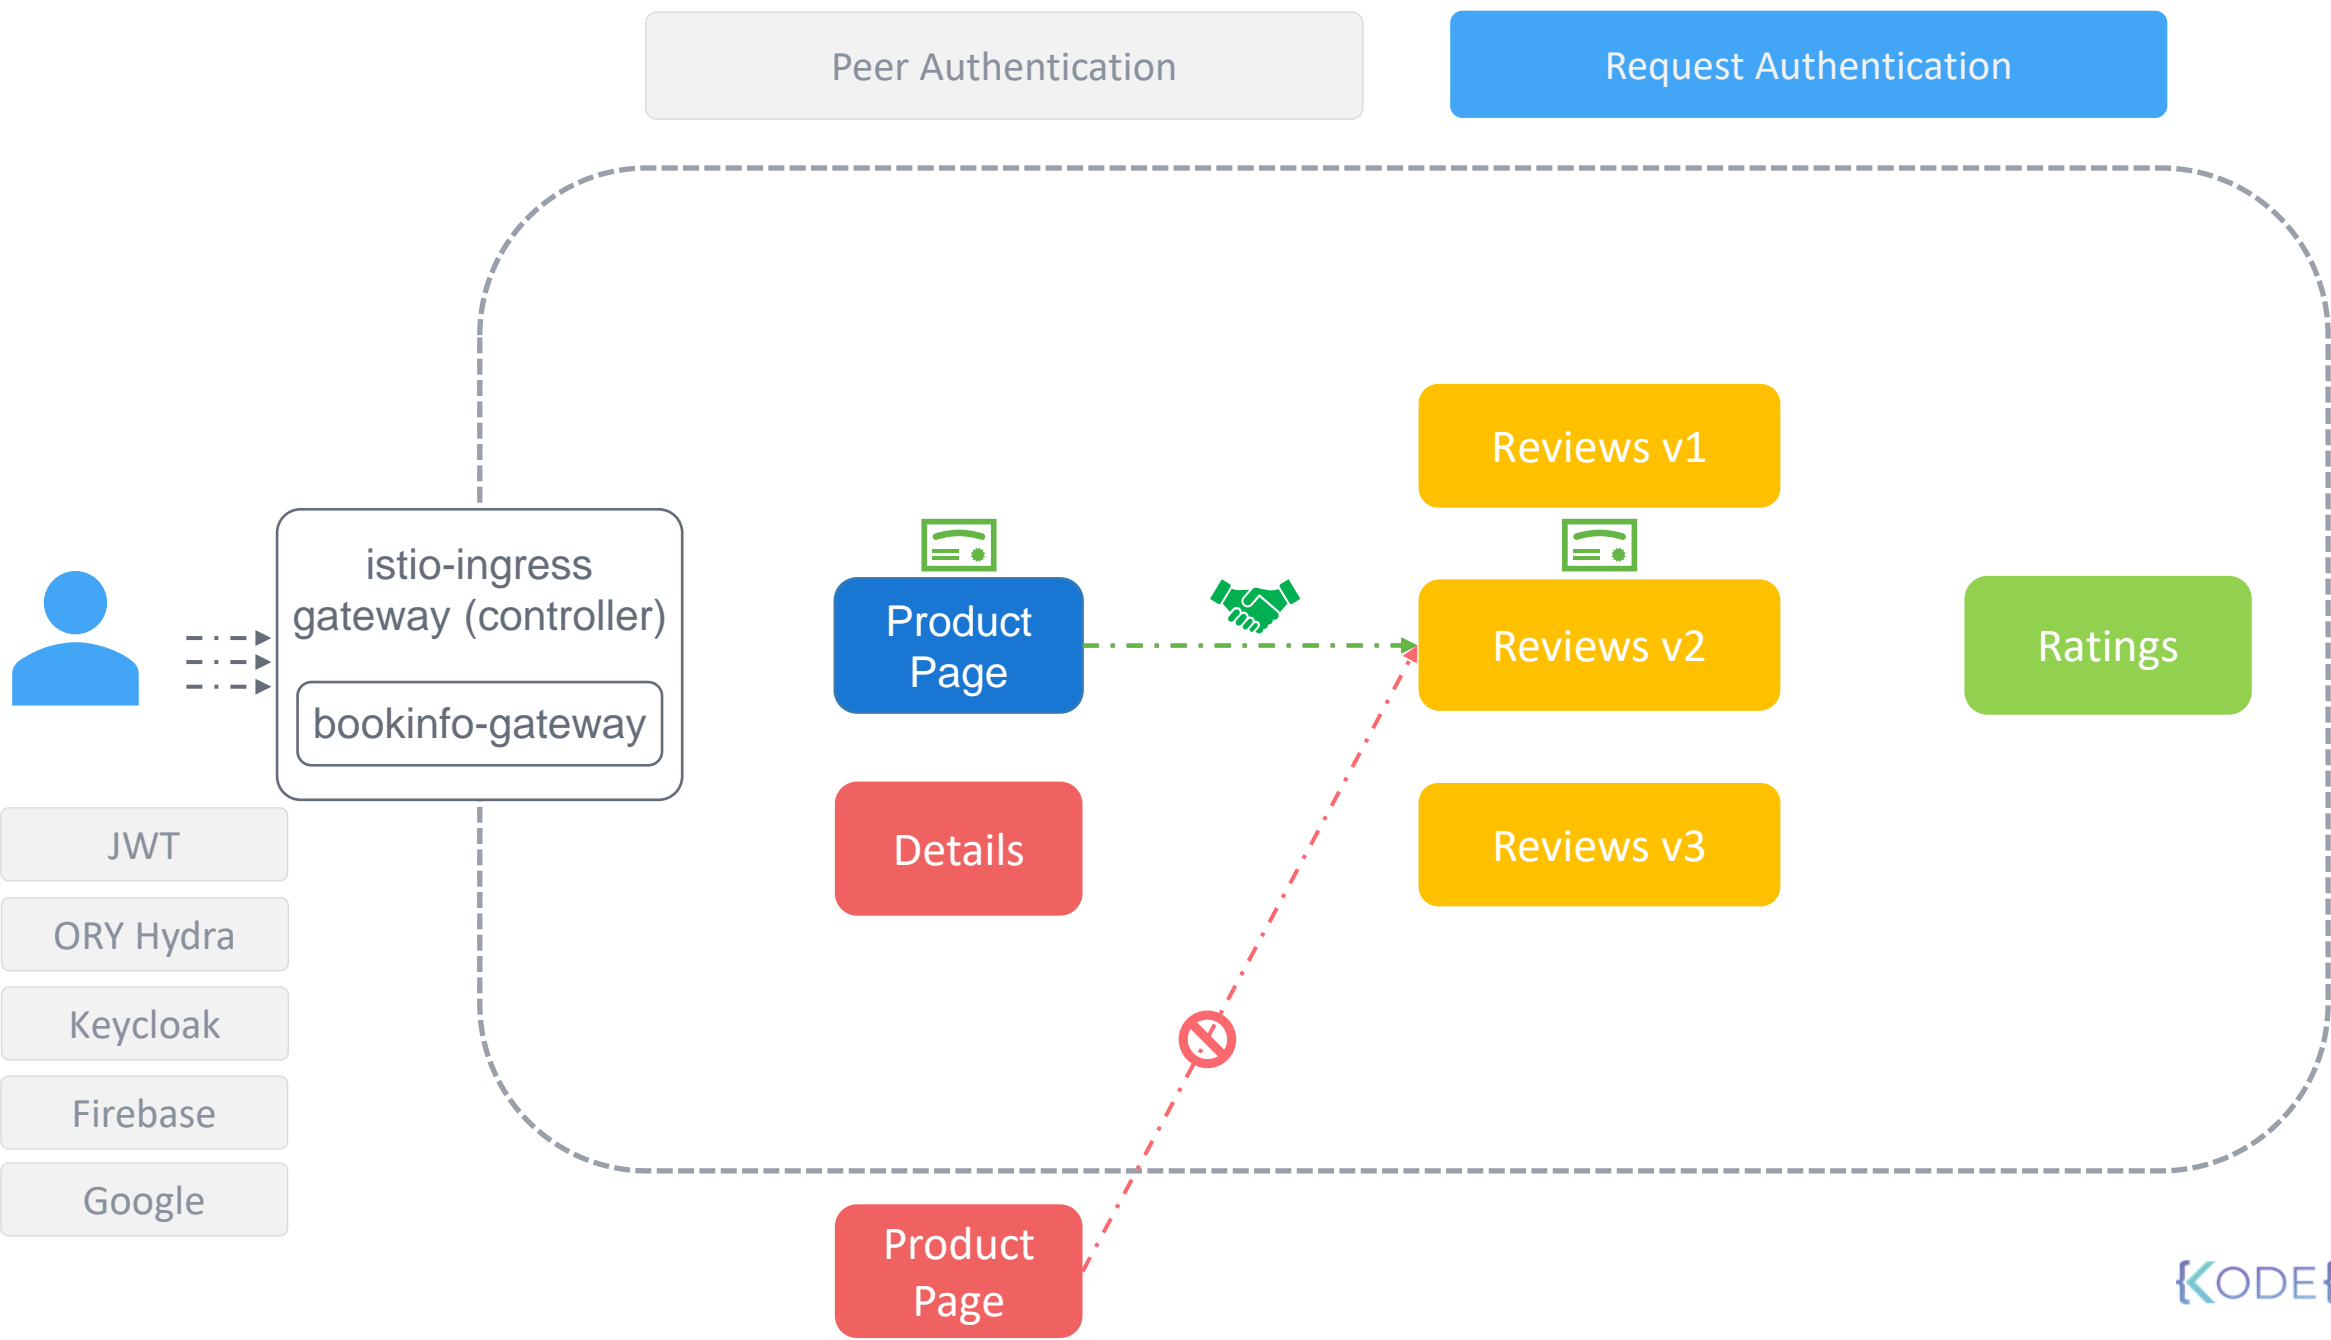 Peer Authentication
Request Authentication
istio-ingress
gateway (controller)
bookinfo-gateway
Product
Page
Details
Reviews v1
Reviews v2
Reviews v3
Ratings
JWT
ORY Hydra
Keycloak
Firebase
Google
Product
Page
{KODE{